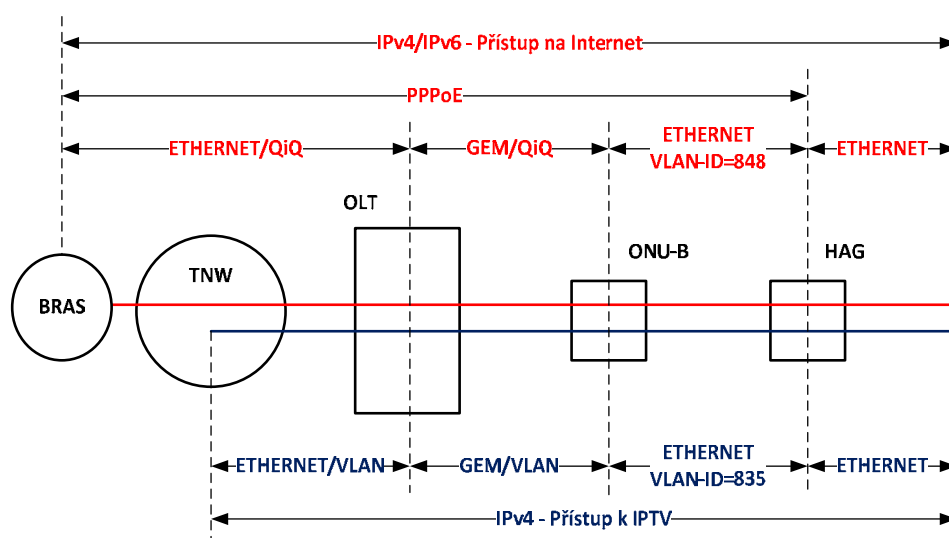 IPv4/IPv6 - Přístup na Internet
PPPoE
ETHERNET/QiQ
GEM/QiQ
ETHERNET
VLAN-ID=848
ETHERNET
OLT
TNW
ONU-B
HAG
BRAS
ETHERNET/VLAN
GEM/VLAN
ETHERNET
VLAN-ID=835
ETHERNET
IPv4 - Přístup k IPTV